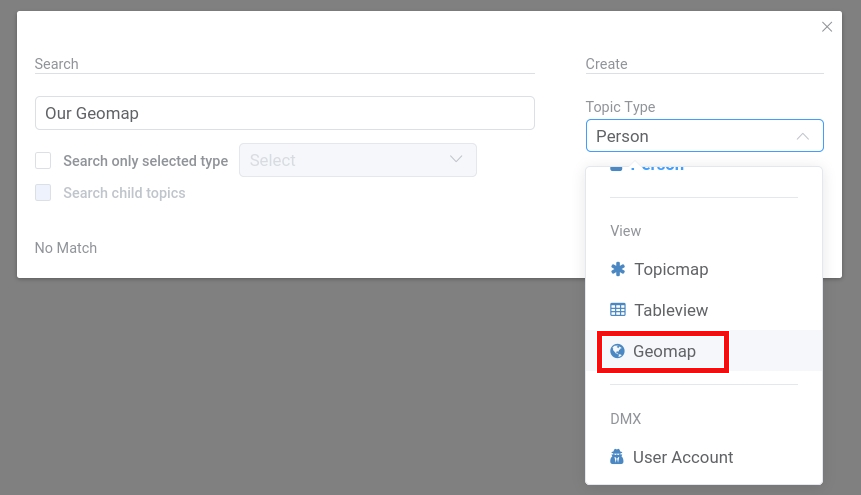 Search
Our Geomap
Search only selected type
Select
Search child topics
No Match
Create
Topic Type
Person
Person
View
Topicmap
Tableview
Geomap
DMX
User Account